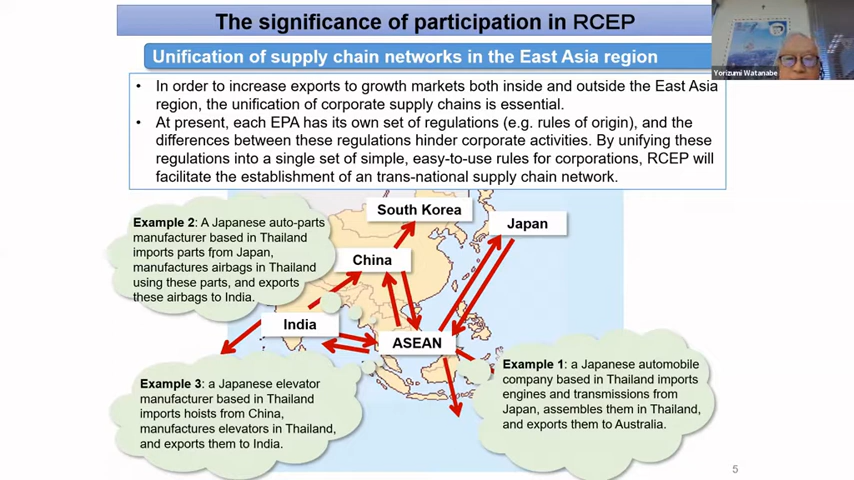 The significance of participation in RCEP
Unification of supply chain networks in the East Asia region
Yorizumi Watanabe
• In order to increase exports to growth markets both inside and outside the East Asia
region, the unification of corporate supply chains is essential.
• At present, each EPA has its own set of regulations (e.g. rules of origin), and the
differences between these regulations hinder corporate activities. By unifying these
regulations into a single set of simple, easy-to-use rules for corporations, RCEP will
facilitate the establishment of an trans-national supply chain network.
Example 2: A Japanese auto-parts
manufacturer based in Thailand
imports parts from Japan,
manufactures airbags in Thailand
using these parts, and exports
these airbags to India.
South Korea
Japan
China
India
ASEAN
Example 1: a Japanese automobile
company based in Thailand imports
engines and transmissions from
Japan, assembles them in Thailand,
and exports them to Australia.
Example 3: a Japanese elevator
manufacturer based in Thailand
imports hoists from China,
manufactures elevators in Thailand,
and exports them to India.
5